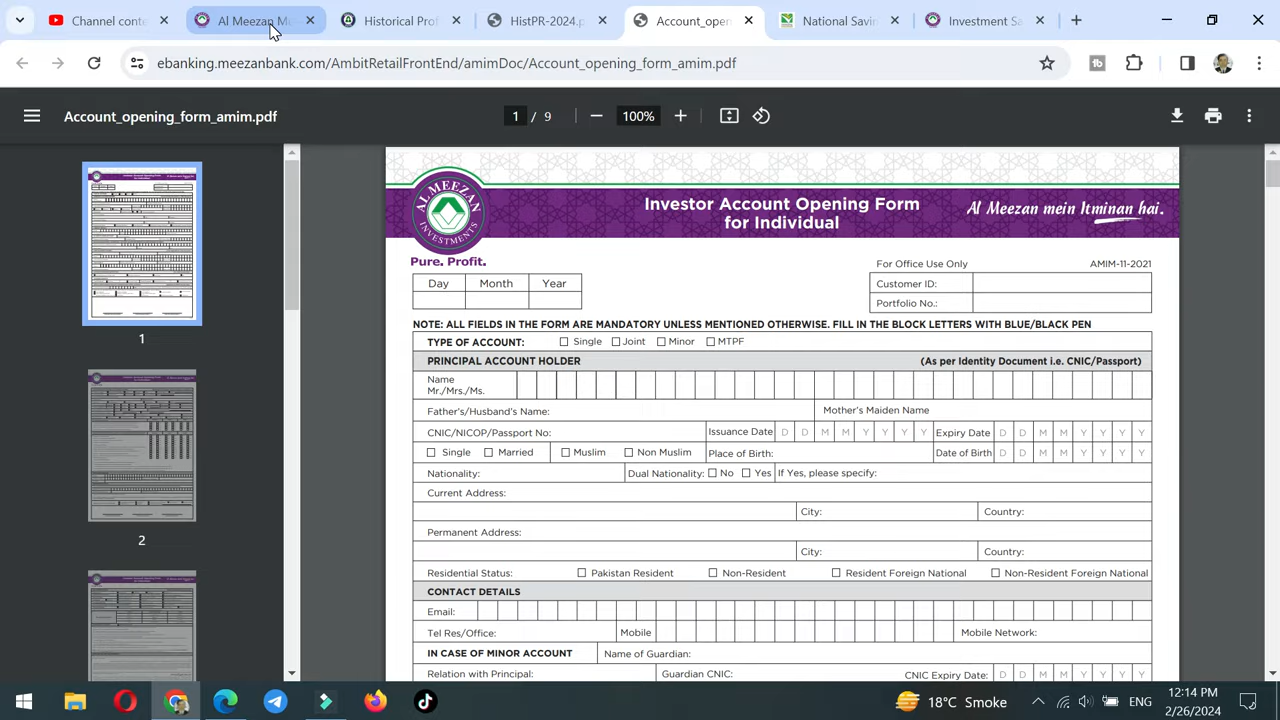 Channel conte
Al Meezan Mu
Historical Prof
HistPR-2024.p
Account_open
National Savin
Investment Sa
ebanking.meezanbank.com/AmbitRetailFrontEnd/amimDoc/Account_opening_form_amim.pdf
Account_opening_form_amim.pdf
1 / 9
100%
AL MEEZAN INVESTMENTS
Pure. Profit.
Investor Account Opening Form
for Individual
Al Meezan mein Itminan hai.
For Office Use Only
AMIM-11-2021
Day Month Year
Customer ID:
Portfolio No.:
NOTE: ALL FIELDS IN THE FORM ARE MANDATORY UNLESS MENTIONED OTHERWISE. FILL IN THE BLOCK LETTERS WITH BLUE/BLACK PEN
TYPE OF ACCOUNT: Single Joint Minor MTPF
PRINCIPAL ACCOUNT HOLDER (As per Identity Document i.e. CNIC/Passport)
Name
Mr./Mrs./Ms.
Father's/Husband's Name: Mother's Maiden Name
CNIC/NICOP/Passport No: Issuance Date D D M M Y Y Y Y Expiry Date D D M M Y Y Y Y
Single Married Muslim Non Muslim Place of Birth: Date of Birth D D M M Y Y Y Y
Nationality: Dual Nationality: No Yes If Yes, please specify:
Current Address:
City: Country:
Permanent Address:
City: Country:
Residential Status: Pakistan Resident Non-Resident Resident Foreign National Non-Resident Foreign National
CONTACT DETAILS
Email:
Tel Res/Office: Mobile Mobile Network:
IN CASE OF MINOR ACCOUNT Name of Guardian:
Relation with Principal: Guardian CNIC: CNIC Expiry Date: D D M M Y Y Y Y
1
2
18°C Smoke
ENG
12:14 PM
2/26/2024